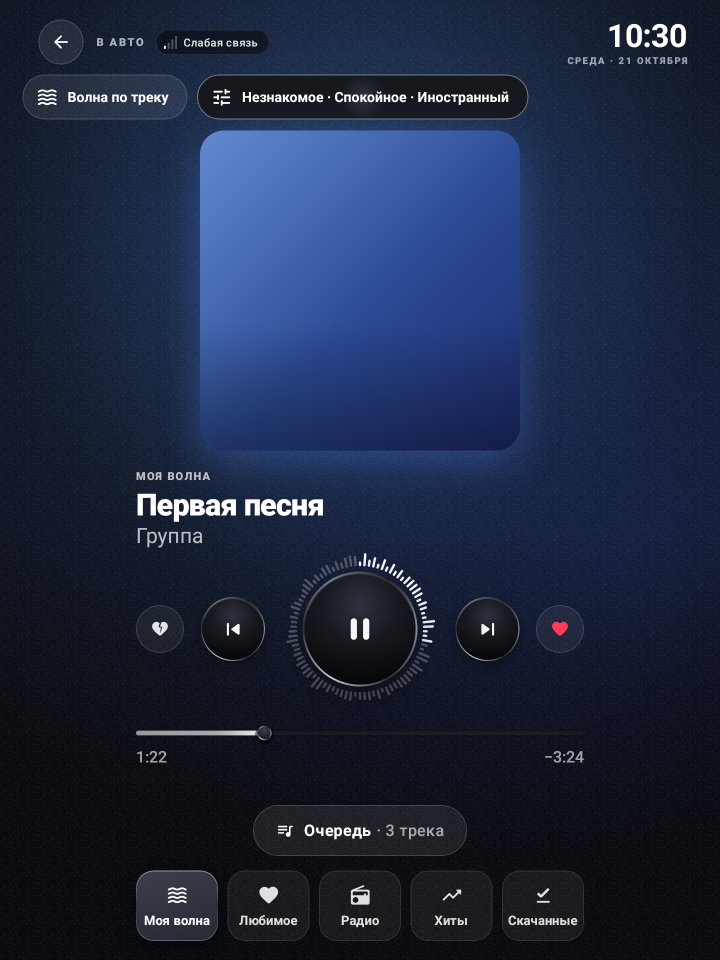 В АВТО
Слабая связь
10:30
СРЕДА · 21 ОКТЯБРЯ
Волна по треку
Незнакомое · Спокойное · Иностранный
МОЯ ВОЛНА
Первая песня
Группа
1:22
−3:24
Очередь · 3 трека
Моя волна
Любимое
Радио
Хиты
Скачанные